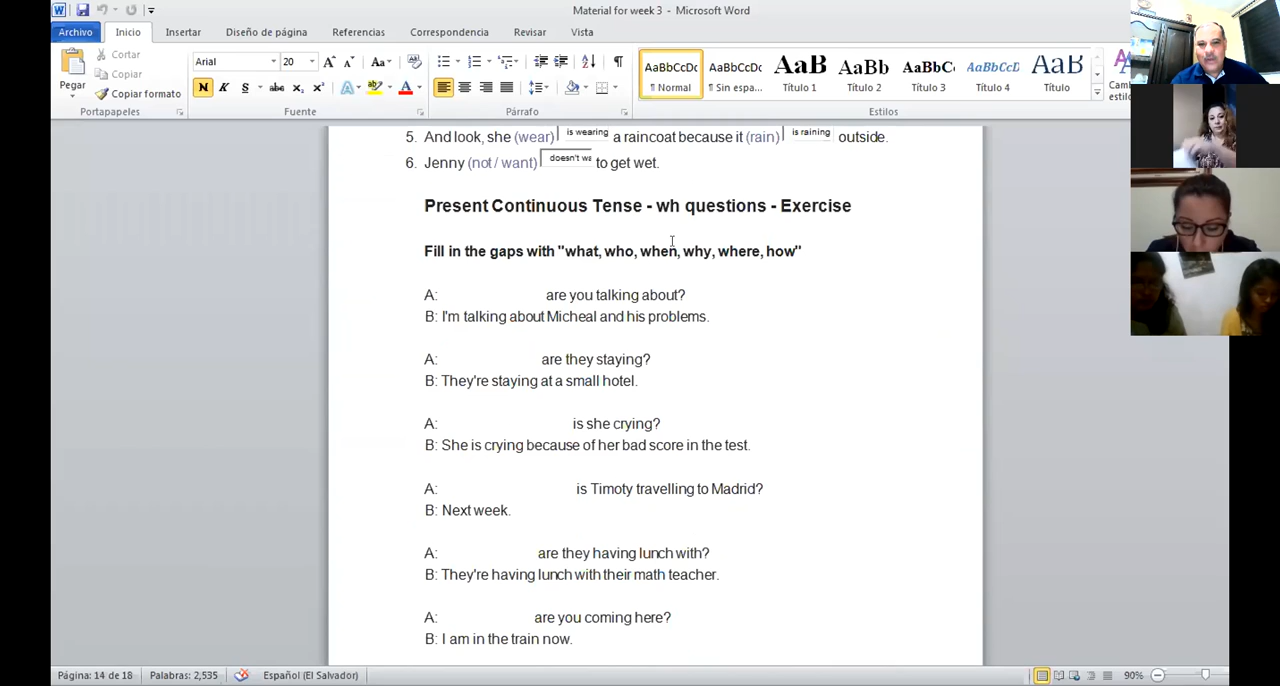 Material for week 3 - Microsoft Word
Archivo Inicio Insertar Diseño de página Referencias Correspondencia Revisar Vista
Pegar
Cortar
Copiar
Copiar formato
Portapapeles
Arial 20
Fuente
Párrafo
AaBbCcDc AaBbCcDc AaB AaBb AaBbC AaBbCcD AaB
¶ Normal ¶ Sin espa... Título 1 Título 2 Título 3 Título 4 Título
Estilos
5. And look, she (wear) is wearing a raincoat because it (rain) is raining outside.
6. Jenny (not / want) doesn't wa to get wet.
Present Continuous Tense - wh questions - Exercise
Fill in the gaps with "what, who, when, why, where, how"
A: are you talking about?
B: I'm talking about Micheal and his problems.
A: are they staying?
B: They're staying at a small hotel.
A: is she crying?
B: She is crying because of her bad score in the test.
A: is Timoty travelling to Madrid?
B: Next week.
A: are they having lunch with?
B: They're having lunch with their math teacher.
A: are you coming here?
B: I am in the train now.
Página: 14 de 18 Palabras: 2,535 Español (El Salvador) 90%